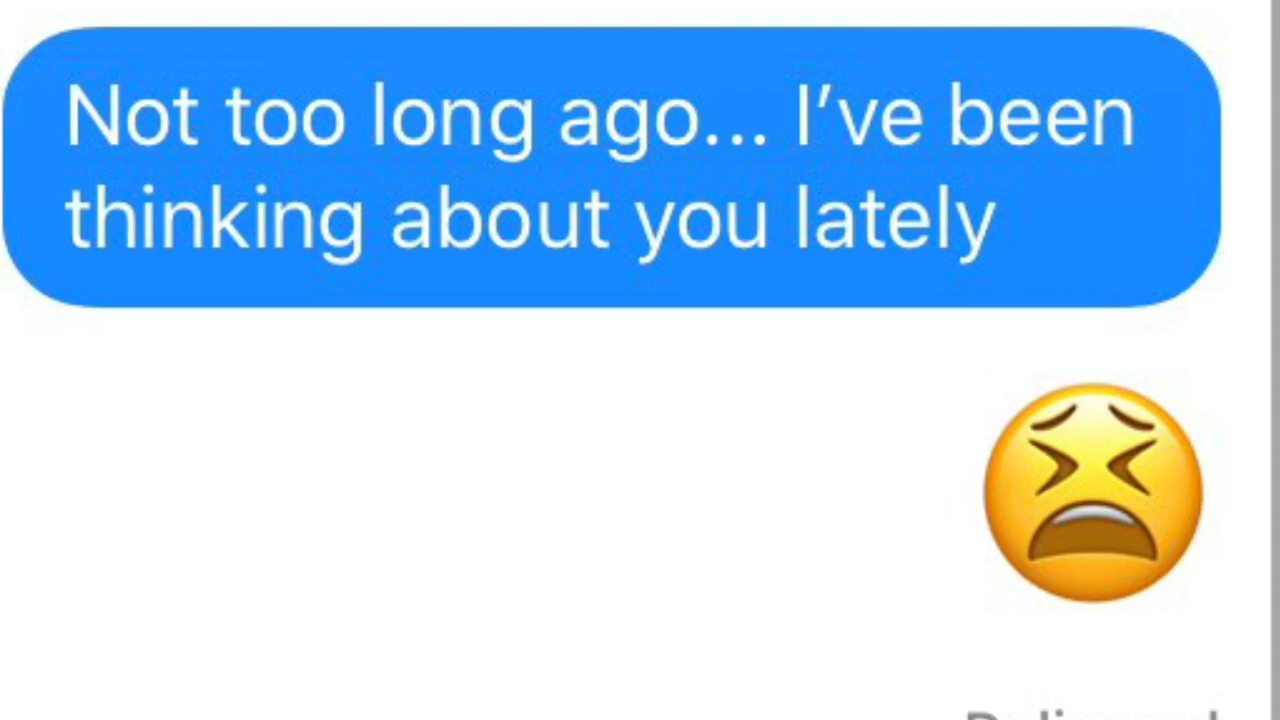 Not too long ago... I’ve been
thinking about you lately